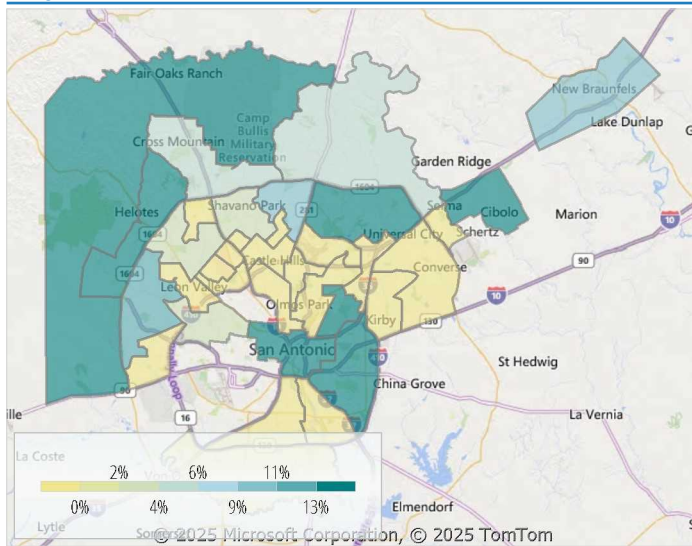 Fair Oaks Ranch
New Braunfels
Lake Dunlap
Cross Mountain
Camp
Bullis
Military
Reservation
Garden Ridge
1604
Helotes
Shavano Park
281
Selma
Cibolo
Marion
10
1604
Universal City
Schertz
Castle Hills
90
1604
Leon Valley
Converse
10
Olmos Park
Kirby
130
San Antonio
410
St Hedwig
China Grove
90
ille
16
La Vernia
La Coste
2% 6% 11%
0% 4% 9% 13%
Elmendorf
Lytle
Somerset
© 2025 Microsoft Corporation, © 2025 TomTom